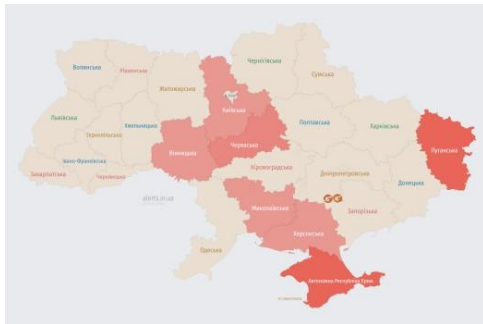 Чернігівська
Волинська
Рівненська
Сумська
Житомирська
Київська
Львівська
Полтавська
Харківська
Хмельницька
Тернопільська
Черкаська
Луганська
Вінницька
Івано-Франківська
Кіровоградська
Дніпропетровська
Закарпатська
Чернівецька
Донецька
alerts.in.ua
Миколаївська
Запорізька
Херсонська
Одеська
Автономна Республіка Крим